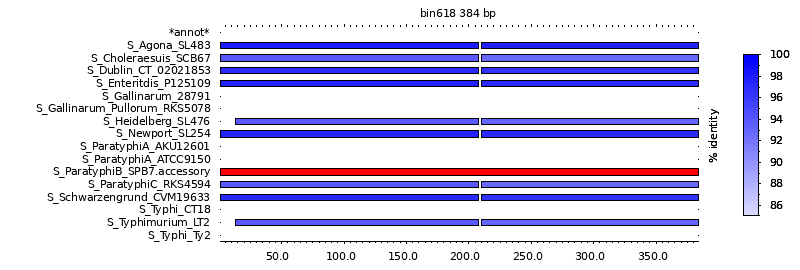 bin618 384 bp
*annot*
S_Agona_SL483
S_Choleraesuis_SCB67
S_Dublin_CT_02021853
S_Enteritdis_P125109
S_Gallinarum_28791
S_Gallinarum_Pullorum_RKS5078
S_Heidelberg_SL476
S_Newport_SL254
S_ParatyphiA_AKU12601
S_ParatyphiA_ATCC9150
S_ParatyphiB_SPB7.accessory
S_ParatyphiC_RKS4594
S_Schwarzengrund_CVM19633
S_Typhi_CT18
S_Typhimurium_LT2
S_Typhi_Ty2
50.0 100.0 150.0 200.0 250.0 300.0 350.0
% identity
100
98
96
94
92
90
88
86